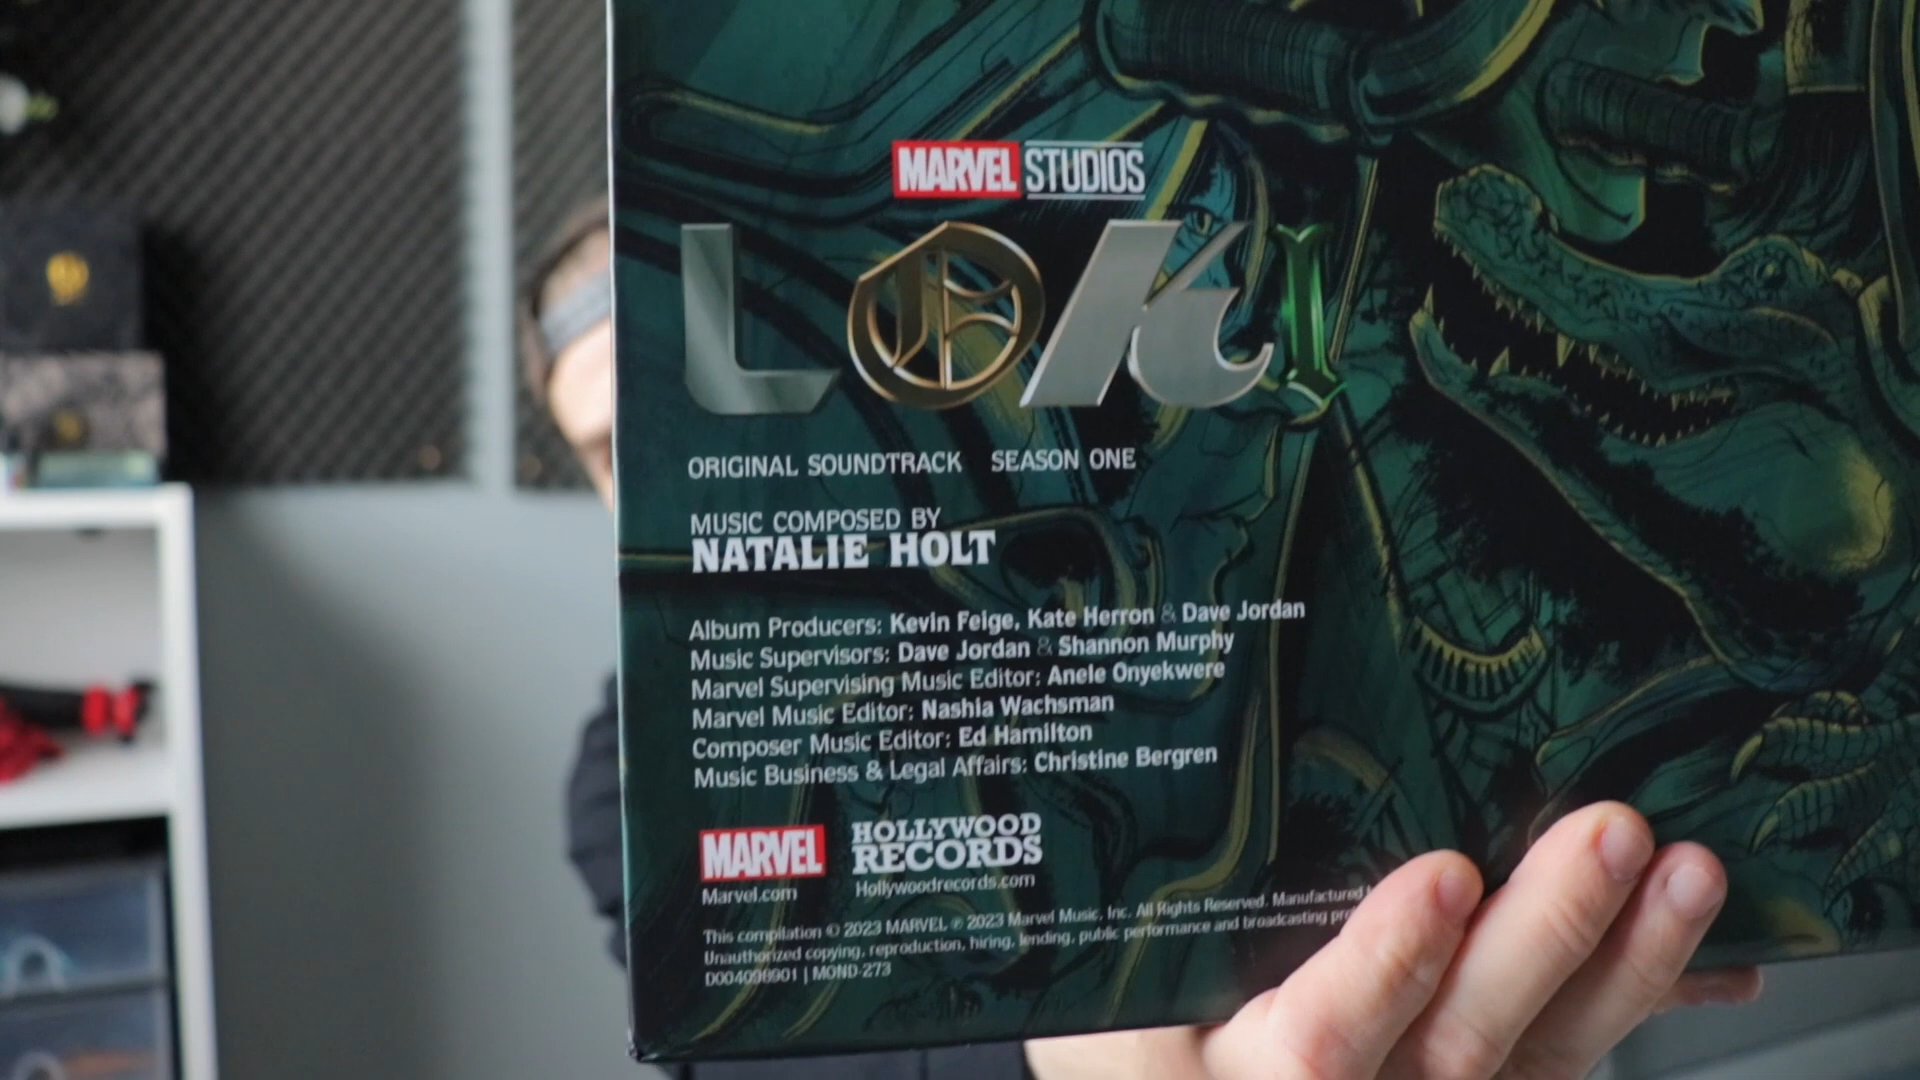 MARVEL STUDIOS
LOKI
ORIGINAL SOUNDTRACK SEASON ONE
MUSIC COMPOSED BY
NATALIE HOLT
Album Producers: Kevin Feige, Kate Herron & Dave Jordan
Music Supervisors: Dave Jordan & Shannon Murphy
Marvel Supervising Music Editor: Anele Onyekwere
Marvel Music Editor: Nashia Wachsman
Composer Music Editor: Ed Hamilton
Music Business & Legal Affairs: Christine Bergren
MARVEL
Marvel.com
HOLLYWOOD
RECORDS
Hollywoodrecords.com
This compilation © 2023 MARVEL ℗ 2023 Marvel Music, Inc. All Rights Reserved. Manufactured
Unauthorized copying, reproduction, hiring, lending, public performance and broadcasting
D004098901 | MOND-273